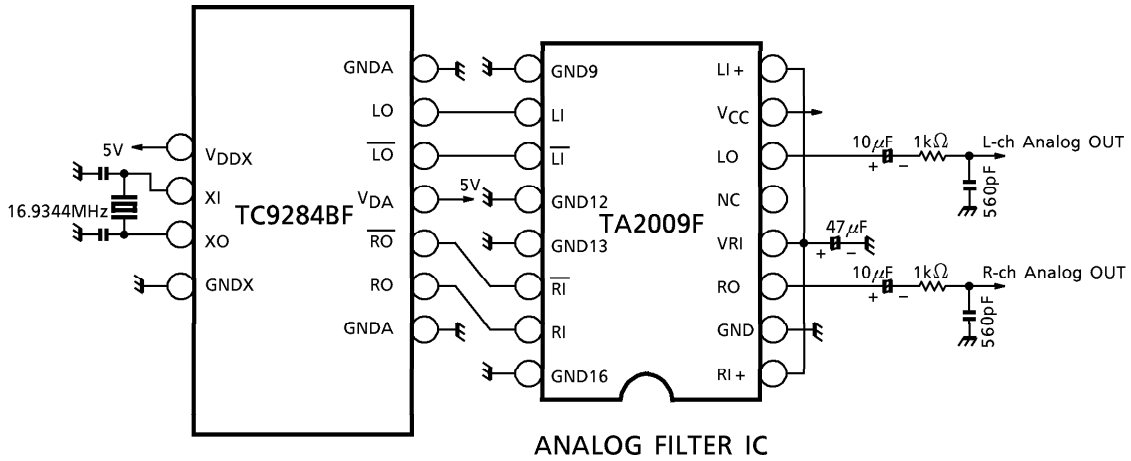 5V
16.9344MHz
VDDX
XI
XO
GNDX
TC9284BF
GNDA
LO
LO
VDA
5V
RO
RO
GNDA
GND9
LI
LI
GND12
GND13
RI
RI
GND16
TA2009F
LI+
VCC
LO
NC
VRI
RO
GND
RI+
10μF
+ −
1kΩ
L-ch Analog OUT
560pF
47μF
+ −
10μF
+ −
1kΩ
R-ch Analog OUT
560pF
ANALOG FILTER IC